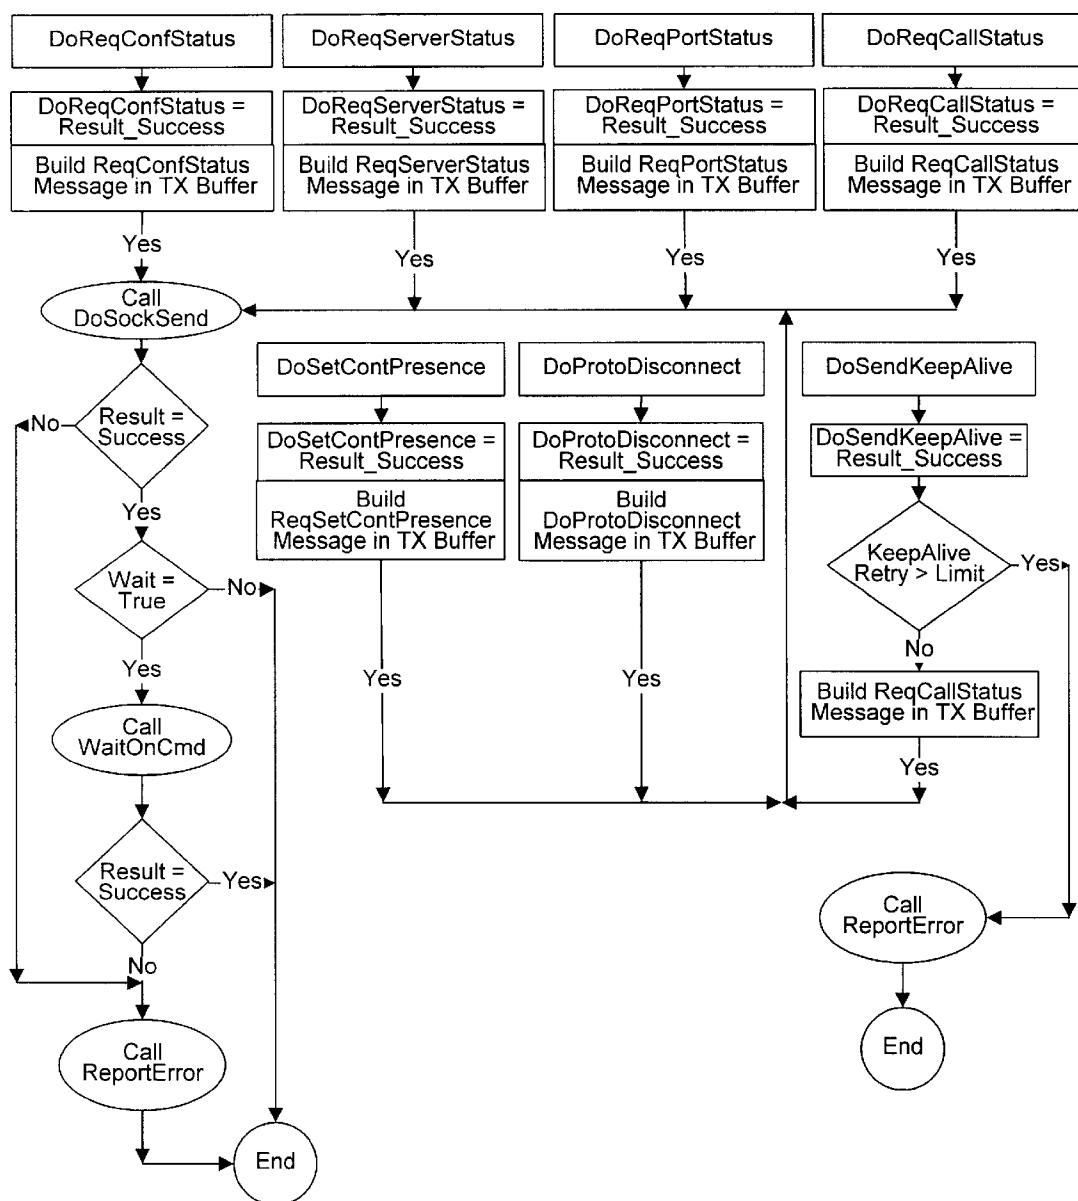 DoReqConfStatus
DoReqServerStatus
DoReqPortStatus
DoReqCallStatus
DoReqConfStatus =
Result_Success
DoReqServerStatus =
Result_Success
DoReqPortStatus =
Result_Success
DoReqCallStatus =
Result_Success
Build ReqConfStatus
Message in TX Buffer
Build ReqServerStatus
Message in TX Buffer
Build ReqPortStatus
Message in TX Buffer
Build ReqCallStatus
Message in TX Buffer
Yes
Yes
Yes
Yes
Call
DoSockSend
DoSetContPresence
DoProtoDisconnect
DoSendKeepAlive
No
Result =
Success
DoSetContPresence =
Result_Success
DoProtoDisconnect =
Result_Success
DoSendKeepAlive =
Result_Success
Build
ReqSetContPresence
Message in TX Buffer
Build
DoProtoDisconnect
Message in TX Buffer
Yes
KeepAlive
Retry > Limit
Yes
Wait =
True
No
No
Yes
Yes
Yes
Build ReqCallStatus
Message in TX Buffer
Call
WaitOnCmd
Yes
Result =
Success
Yes
Call
ReportError
No
End
Call
ReportError
End